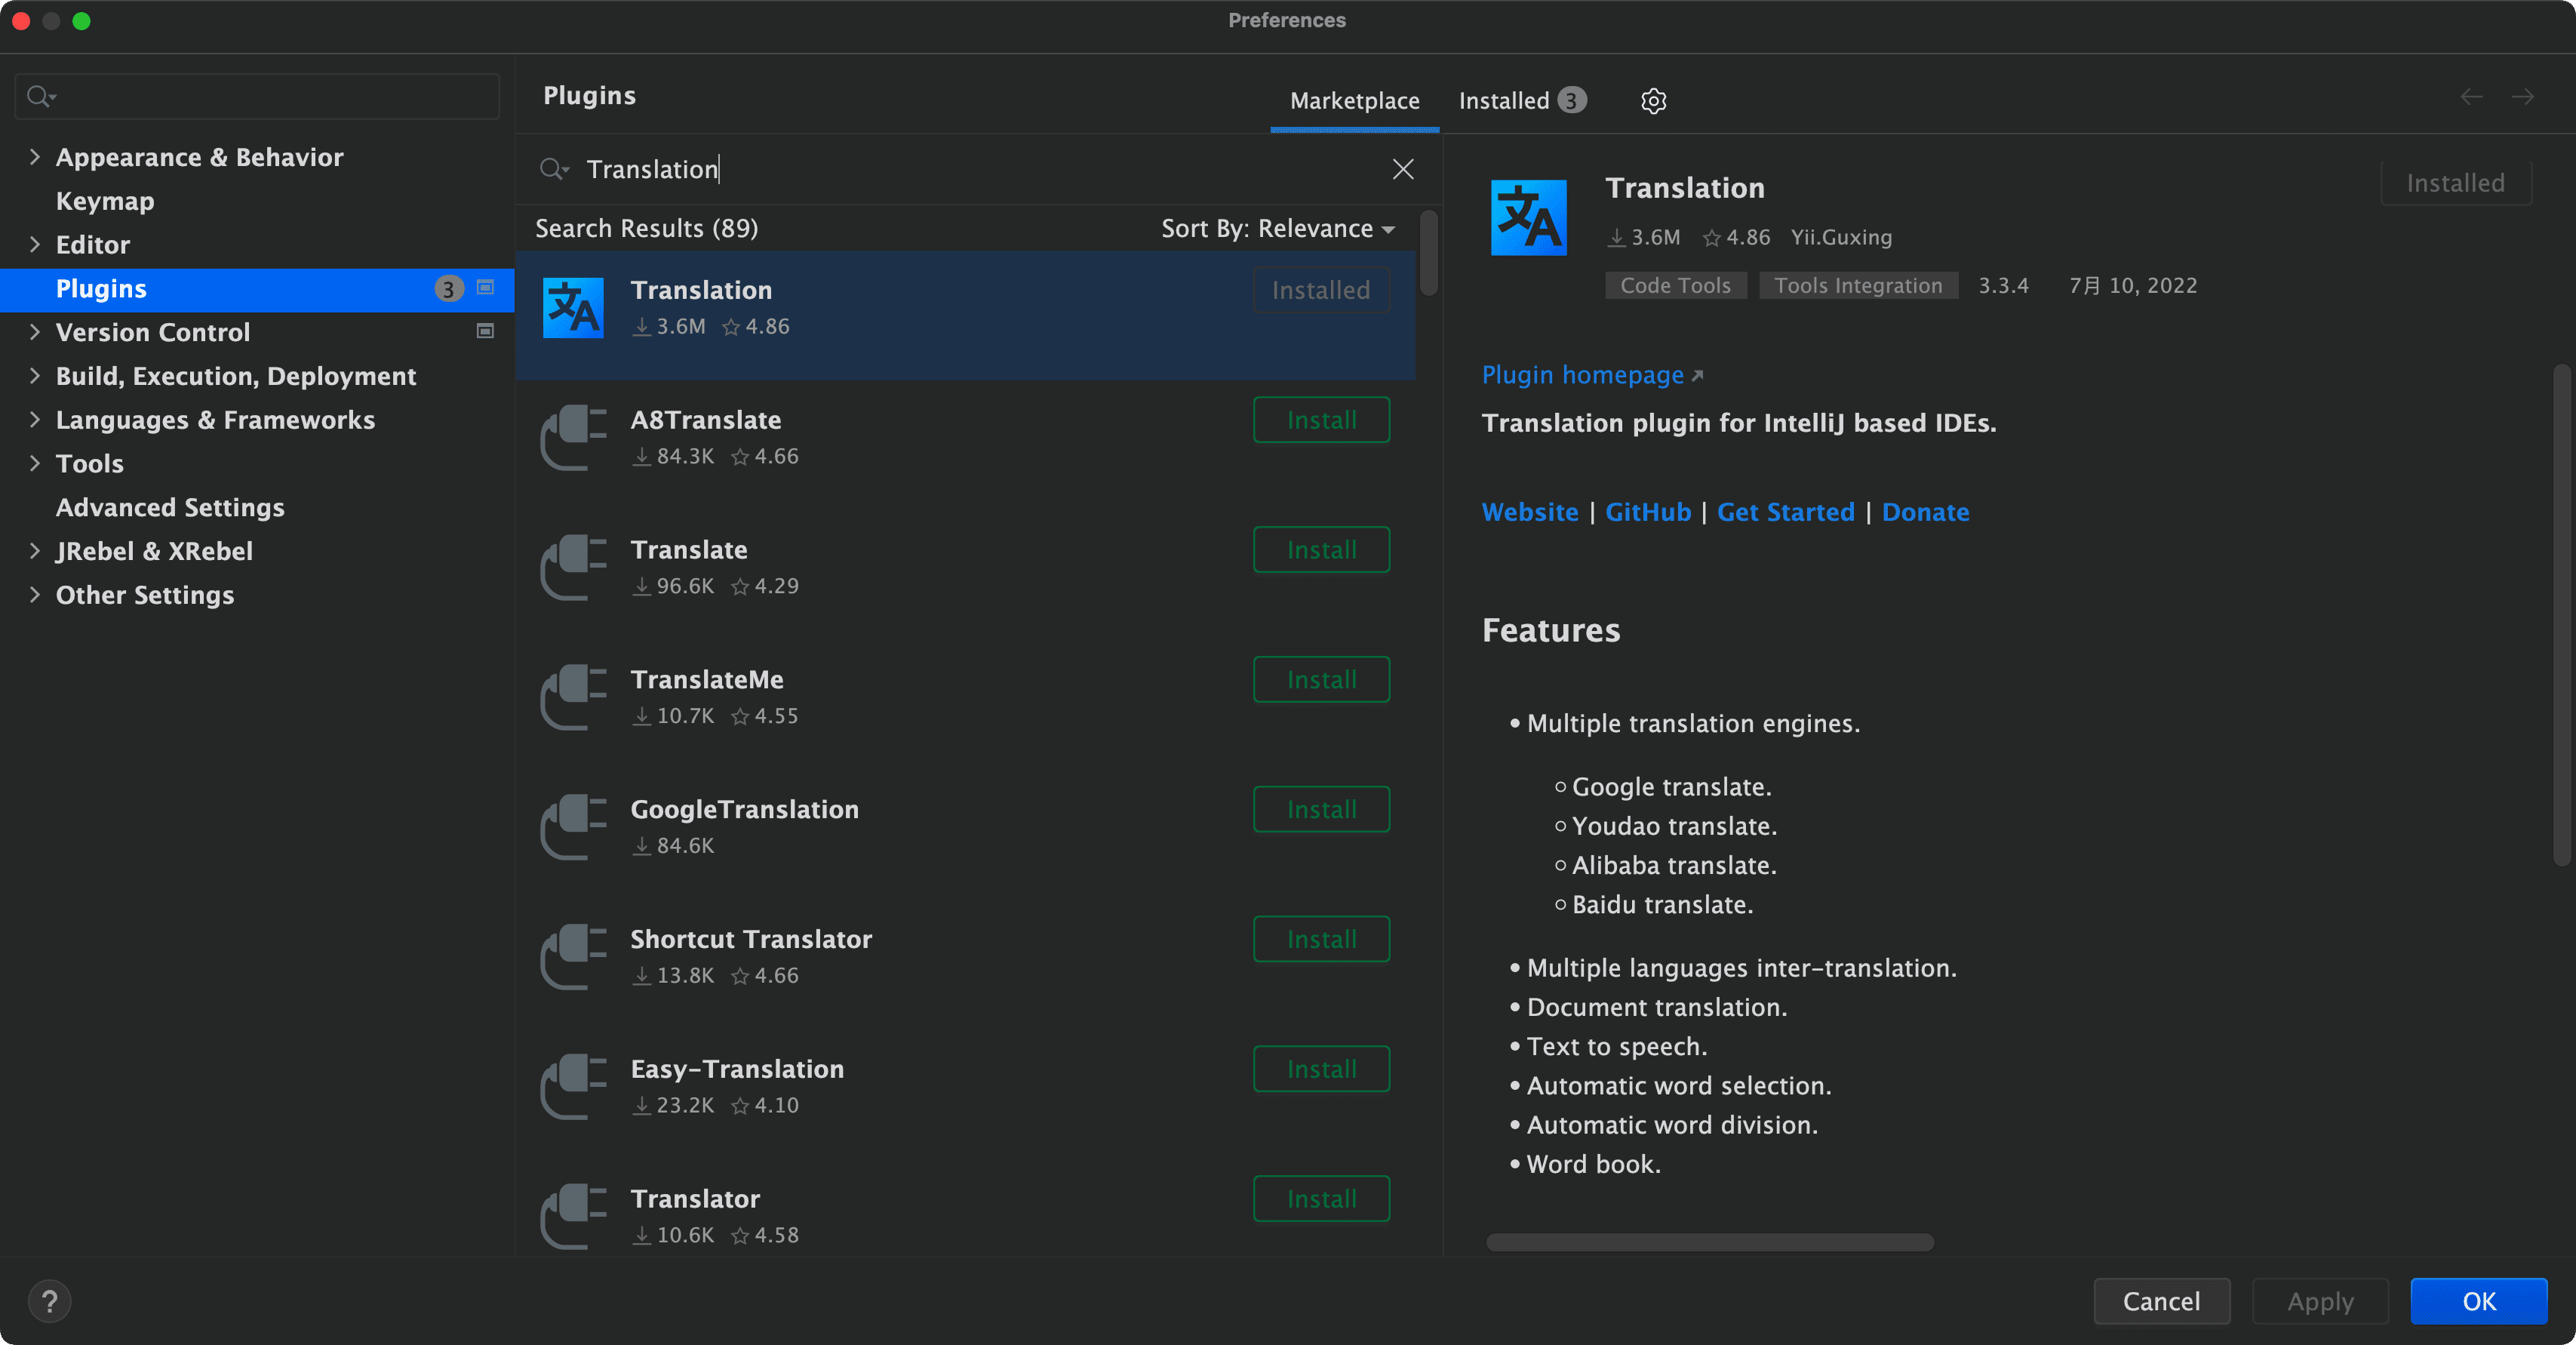 Preferences
Appearance & Behavior
Keymap
Editor
Plugins 3
Version Control
Build, Execution, Deployment
Languages & Frameworks
Tools
Advanced Settings
JRebel & XRebel
Other Settings
Plugins
Marketplace Installed 3
Translation
Search Results (89) Sort By: Relevance
Translation Installed
3.6M 4.86
A8Translate Install
84.3K 4.66
Translate Install
96.6K 4.29
TranslateMe Install
10.7K 4.55
GoogleTranslation Install
84.6K
Shortcut Translator Install
13.8K 4.66
Easy-Translation Install
23.2K 4.10
Translator Install
10.6K 4.58
文A
Translation Installed
3.6M 4.86 Yii.Guxing
Code Tools Tools Integration 3.3.4 7月 10, 2022
Plugin homepage
Translation plugin for IntelliJ based IDEs.
Website | GitHub | Get Started | Donate
Features
• Multiple translation engines.
○ Google translate.
○ Youdao translate.
○ Alibaba translate.
○ Baidu translate.
• Multiple languages inter-translation.
• Document translation.
• Text to speech.
• Automatic word selection.
• Automatic word division.
• Word book.
? Cancel Apply OK